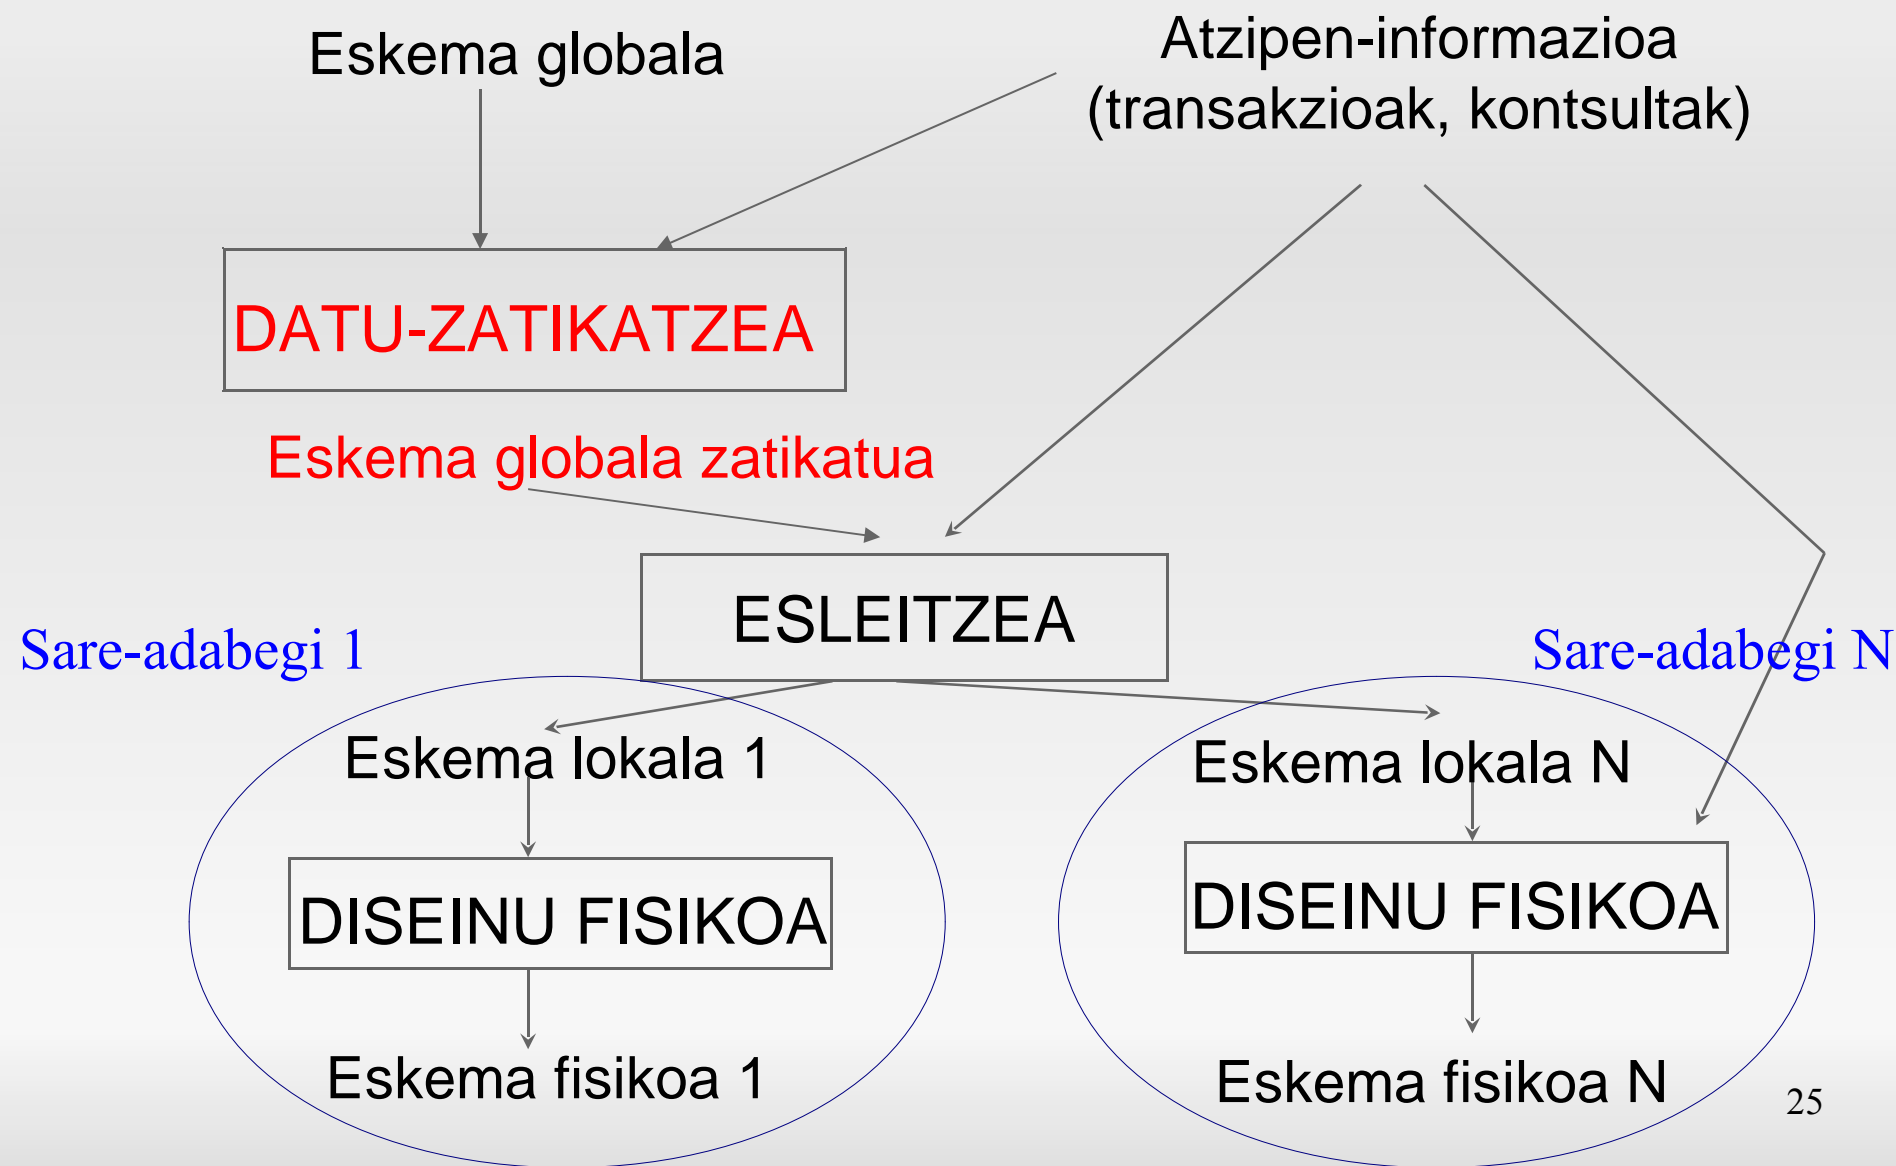 Eskema globala
Atzipen-informazioa
(transakzioak, kontsultak)
DATU-ZATIKATZEA
Eskema globala zatikatua
ESLEITZEA
Sare-adabegi 1
Sare-adabegi N
Eskema lokala 1
Eskema lokala N
DISEINU FISIKOA
DISEINU FISIKOA
Eskema fisikoa 1
Eskema fisikoa N
25